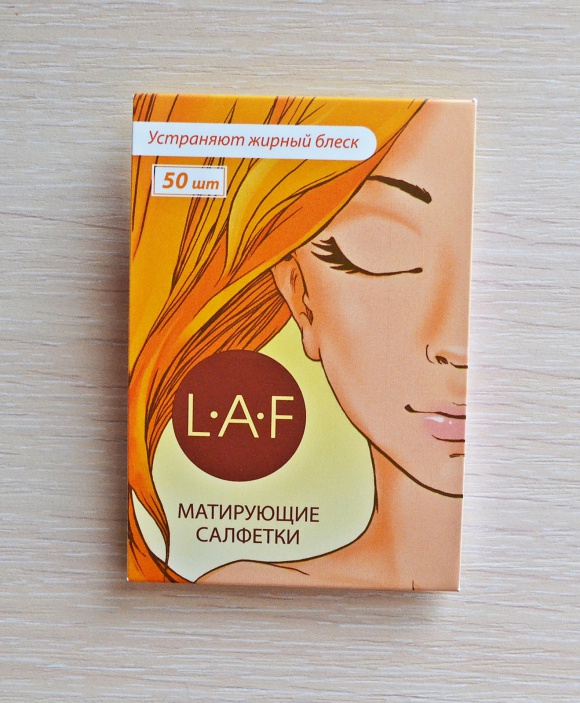 Устраняют жирный блеск
50 шт
L·A·F
МАТИРУЮЩИЕ
САЛФЕТКИ